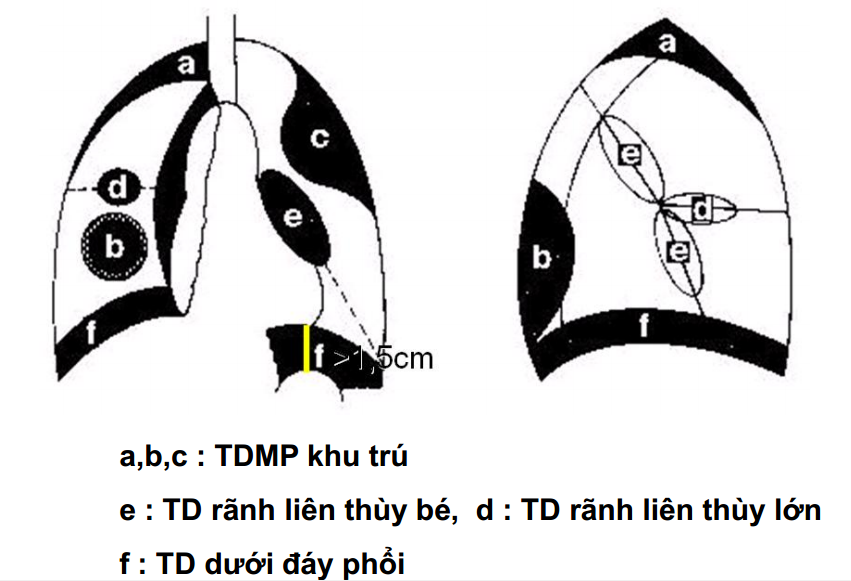 a
a
c
e
d
d
e
e
b
b
f
f
f >1,5cm
a,b,c : TDMP khu trú
e : TD rãnh liên thùy bé, d : TD rãnh liên thùy lớn
f : TD dưới đáy phổi